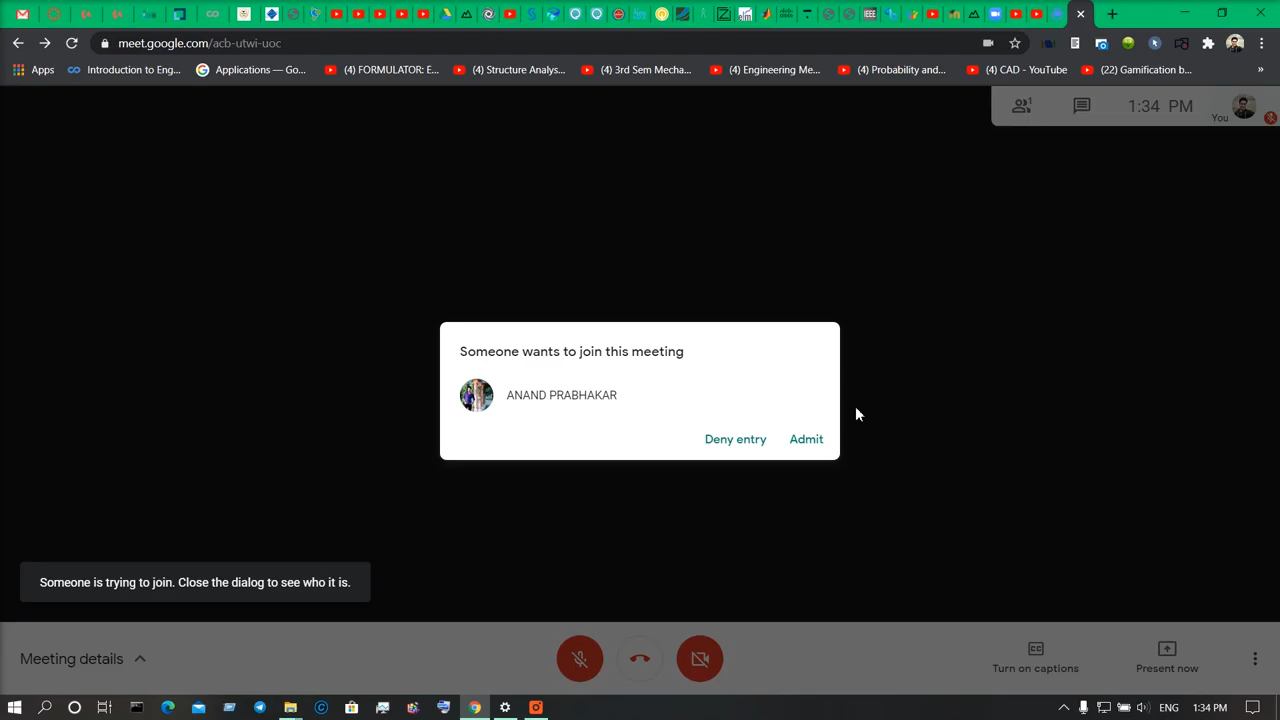 meet.google.com/acb-utwi-uoc
Apps
Introduction to Eng...
Applications — Go...
(4) FORMULATOR: E...
(4) Structure Analys...
(4) 3rd Sem Mecha...
(4) Engineering Me...
(4) Probability and...
(4) CAD - YouTube
(22) Gamification b...
»
1
1:34 PM
You
Someone wants to join this meeting
ANAND PRABHAKAR
Deny entry
Admit
Someone is trying to join. Close the dialog to see who it is.
Meeting details
CC
Turn on captions
Present now
ENG
1:34 PM